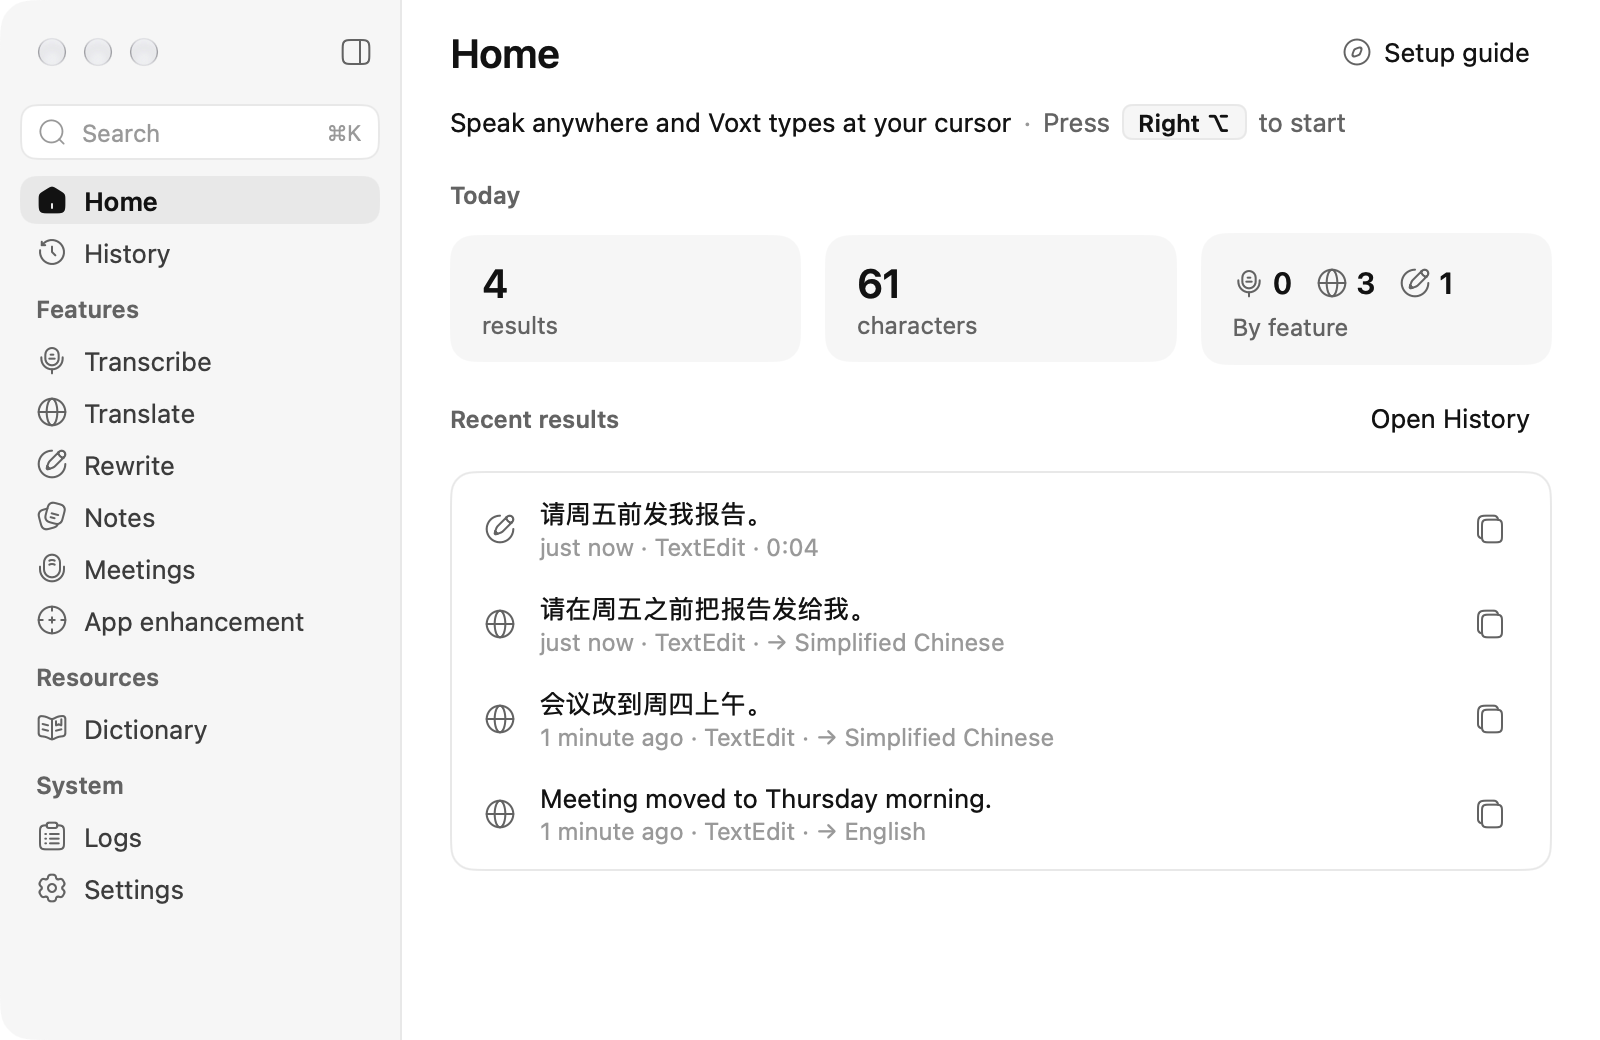 Search ⌘K
Home
History
Features
Transcribe
Translate
Rewrite
Notes
Meetings
App enhancement
Resources
Dictionary
System
Logs
Settings
Home
Setup guide
Speak anywhere and Voxt types at your cursor · Press Right ⌥ to start
Today
4
results
61
characters
0 3 1
By feature
Recent results
Open History
请周五前发我报告。
just now · TextEdit · 0:04
请在周五之前把报告发给我。
just now · TextEdit · → Simplified Chinese
会议改到周四上午。
1 minute ago · TextEdit · → Simplified Chinese
Meeting moved to Thursday morning.
1 minute ago · TextEdit · → English